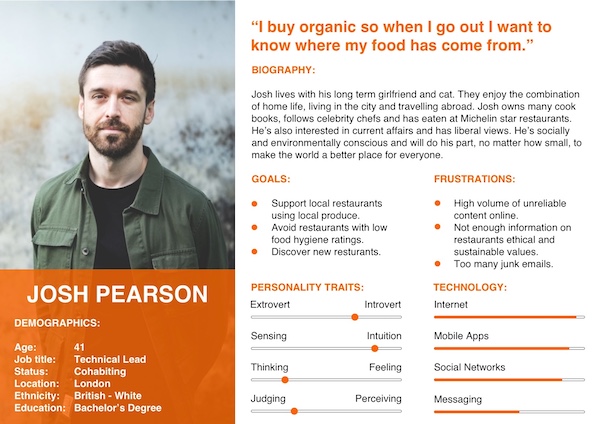 “I buy organic so when I go out I want to
know where my food has come from.”
BIOGRAPHY:
Josh lives with his long term girlfriend and cat. They enjoy the combination
of home life, living in the city and travelling abroad. Josh owns many cook
books, follows celebrity chefs and has eaten at Michelin star restaurants.
He’s also interested in current affairs and has liberal views. He’s socially
and environmentally conscious and will do his part, no matter how small, to
make the world a better place for everyone.
GOALS:
Support local restaurants
using local produce.
Avoid restaurants with low
food hygiene ratings.
Discover new resturants.
FRUSTRATIONS:
High volume of unreliable
content online.
Not enough information on
restaurants ethical and
sustainable values.
Too many junk emails.
JOSH PEARSON
DEMOGRAPHICS:
Age: 41
Job title: Technical Lead
Status: Cohabiting
Location: London
Ethnicity: British - White
Education: Bachelor’s Degree
PERSONALITY TRAITS:
Extrovert Introvert
Sensing Intuition
Thinking Feeling
Judging Perceiving
TECHNOLOGY:
Internet
Mobile Apps
Social Networks
Messaging